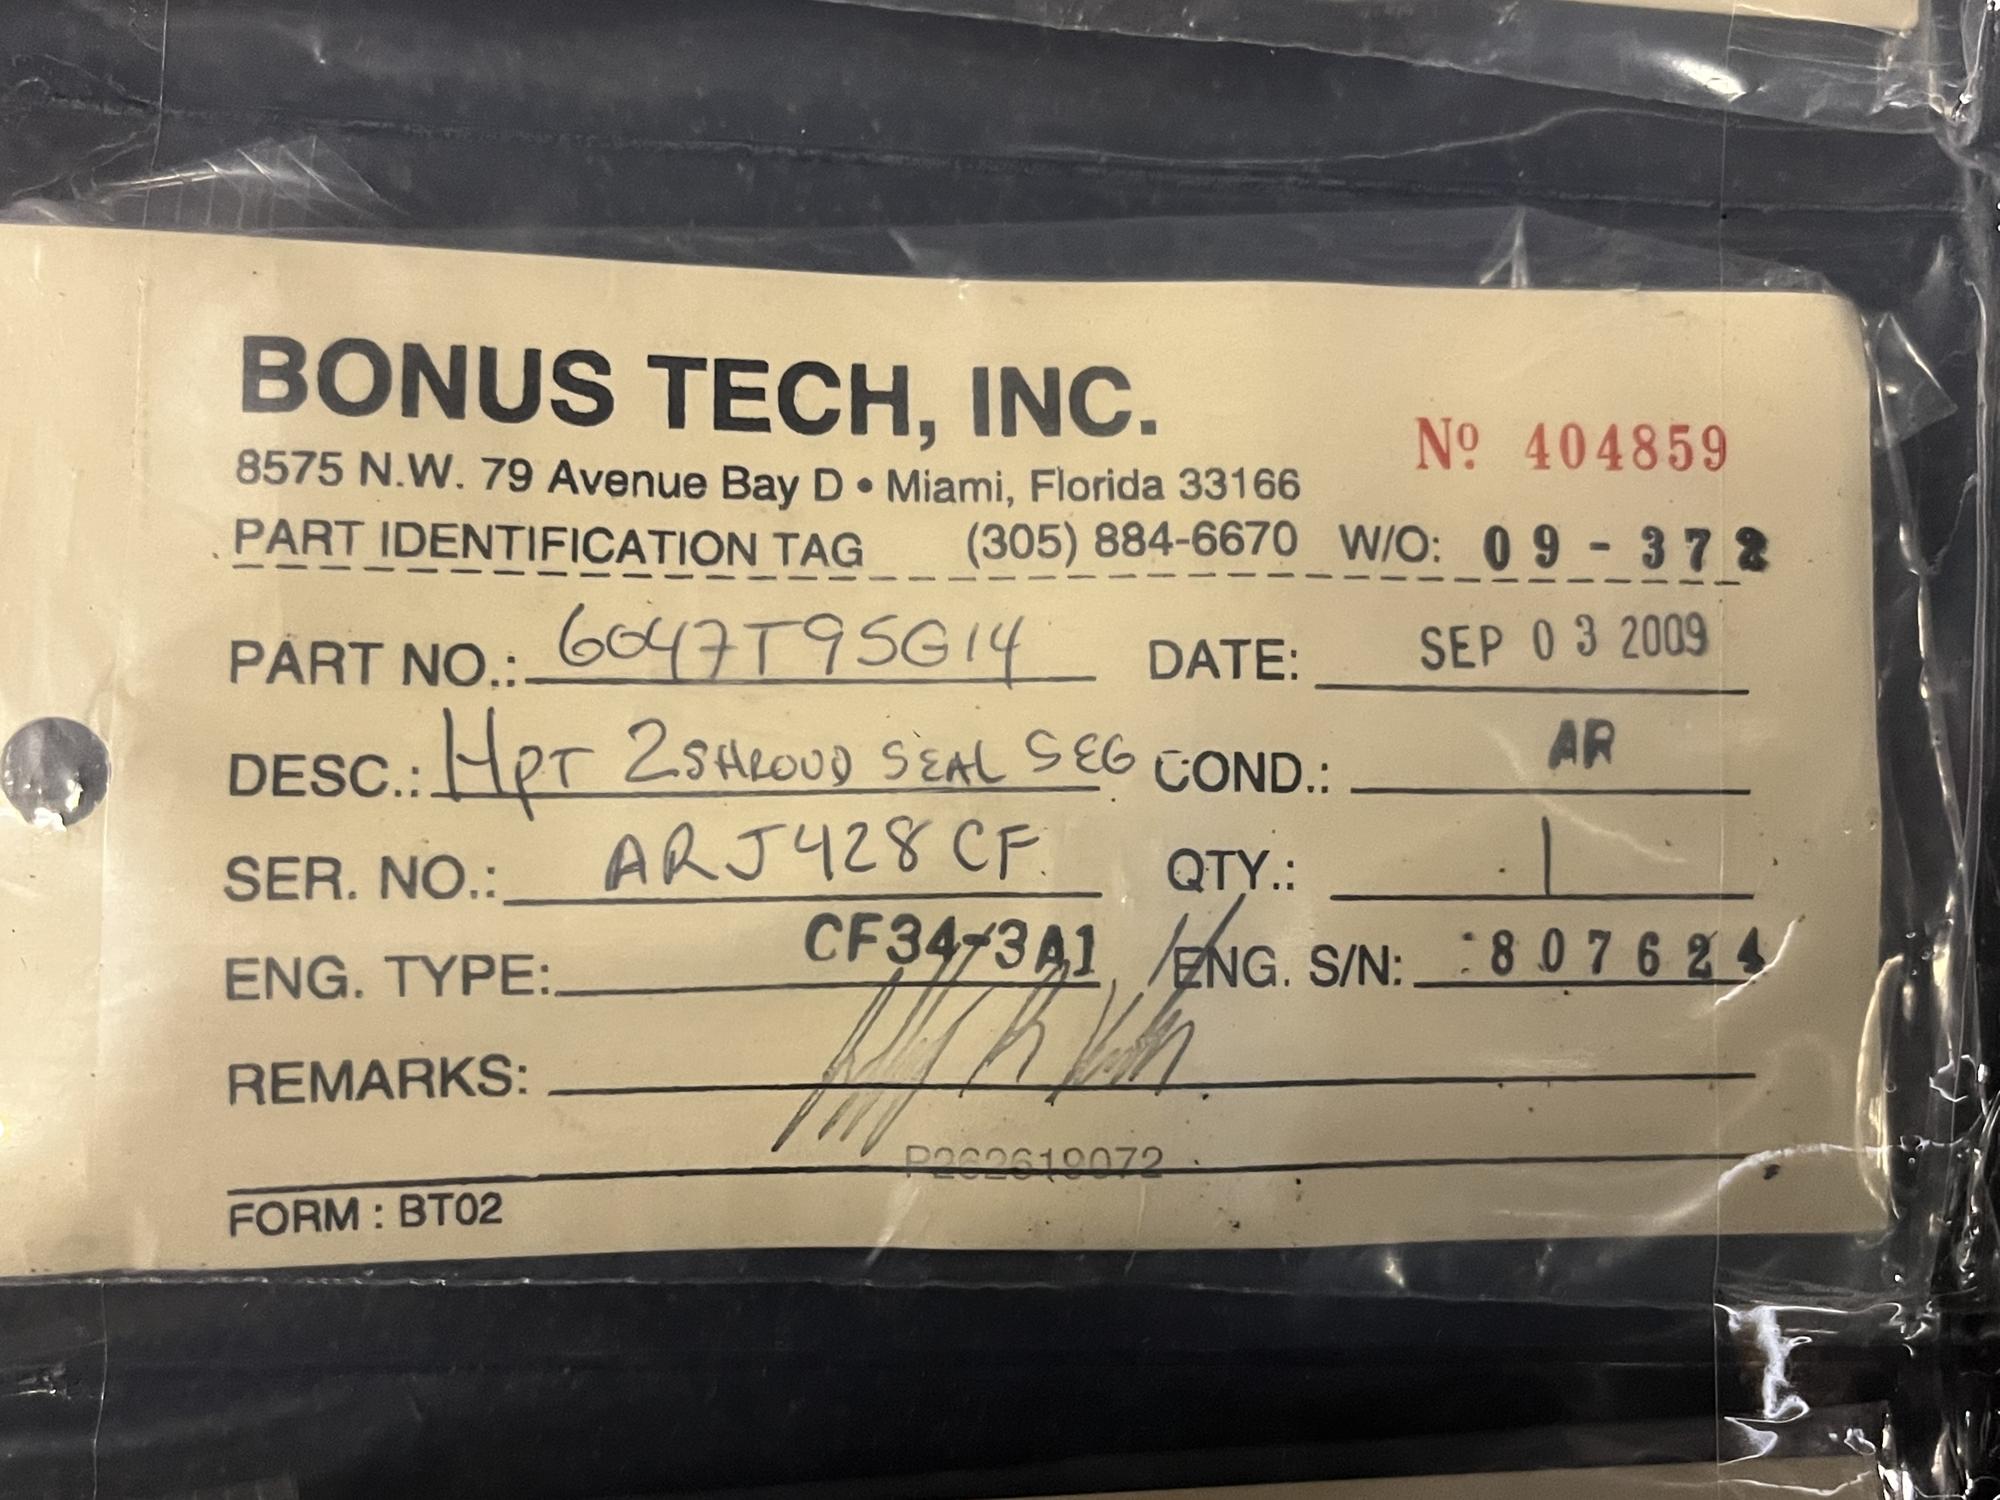 BONUS TECH, INC.
8575 N.W. 79 Avenue Bay D • Miami, Florida 33166
Nº 404859
PART IDENTIFICATION TAG (305) 884-6670 W/O: 09-372
PART NO.: 6047T95G14 DATE: SEP 03 2009
DESC.: HPT 2 SHROUD SEAL SEG COND.: AR
SER. NO.: ARJ428CF QTY.: 1
ENG. TYPE: CF34-3A1 ENG. S/N: 807624
REMARKS:
P262619072
FORM : BT02